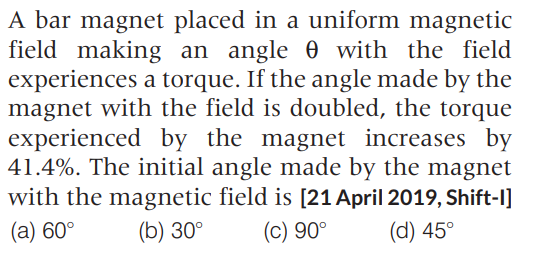 A bar magnet placed in a uniform magnetic
field making an angle θ with the field
experiences a torque. If the angle made by the
magnet with the field is doubled, the torque
experienced by the magnet increases by
41.4%. The initial angle made by the magnet
with the magnetic field is [21 April 2019, Shift-I]
(a) 60° (b) 30° (c) 90° (d) 45°